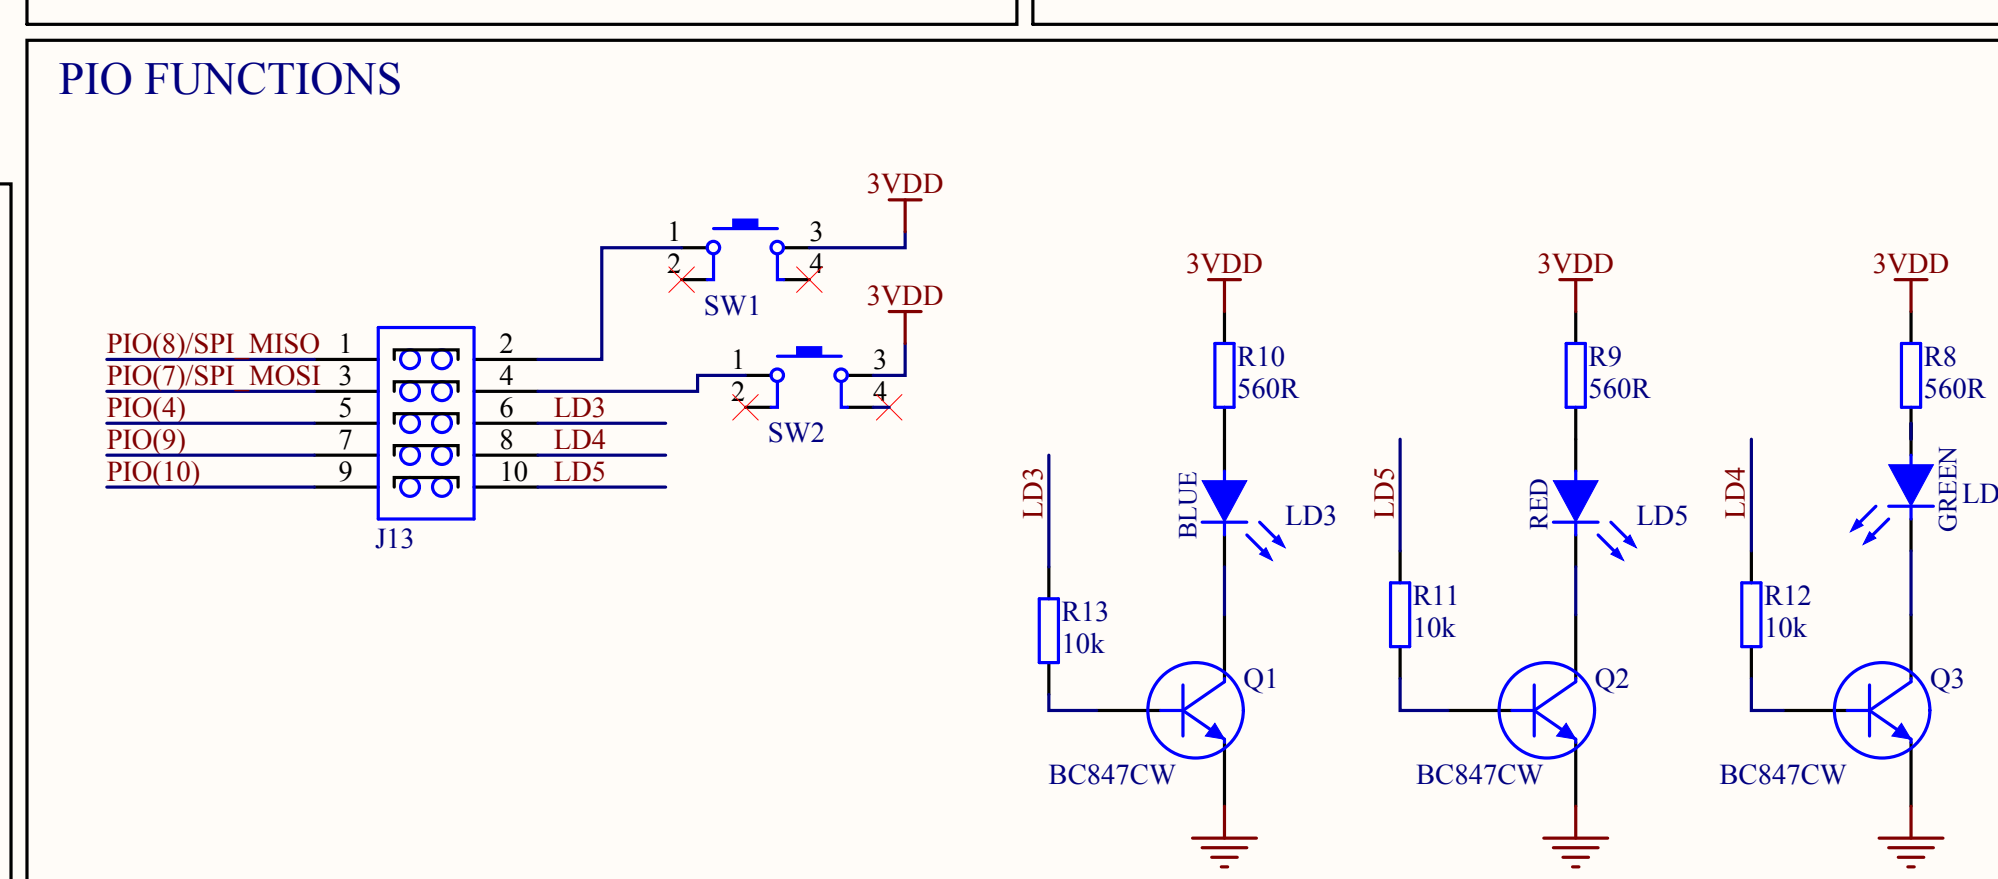 PIO FUNCTIONS
3VDD
1
3
2
4
SW1
3VDD
1
3
2
4
SW2
PIO(8)/SPI_MISO 1
2
PIO(7)/SPI_MOSI 3
4
PIO(4) 5
6 LD3
PIO(9) 7
8 LD4
PIO(10) 9
10 LD5
J13
3VDD
R10
560R
BLUE
LD3
LD3
R13
10k
Q1
BC847CW
3VDD
R9
560R
RED
LD5
LD5
R11
10k
Q2
BC847CW
3VDD
R8
560R
GREEN
LD
LD4
R12
10k
Q3
BC847CW